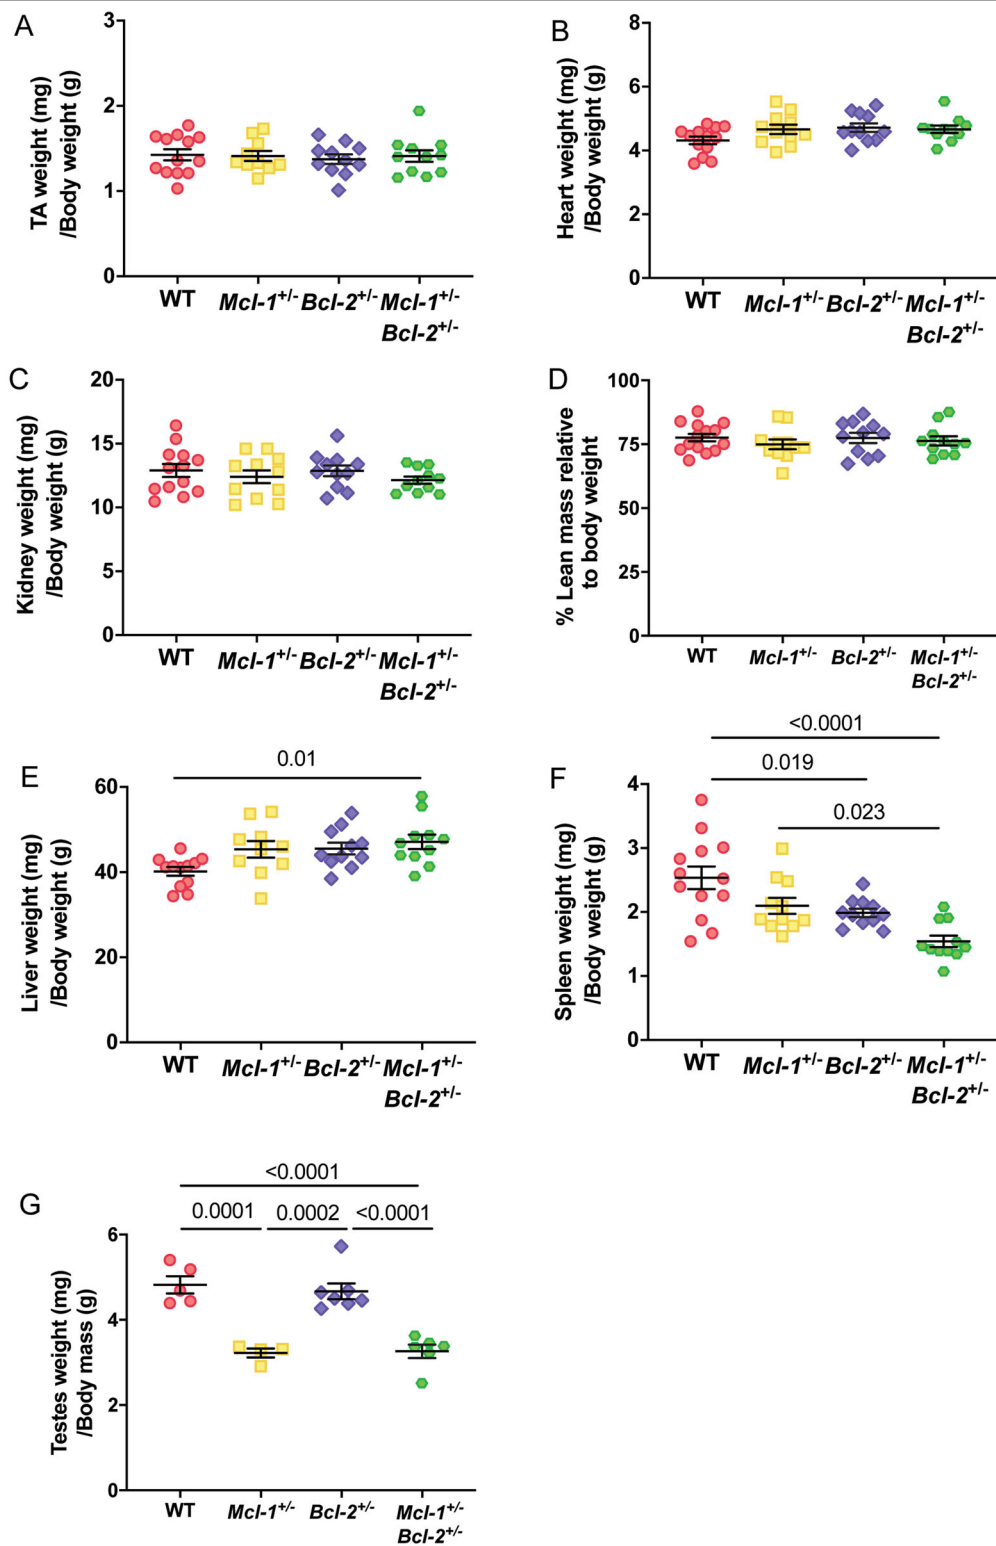 A
TA weight (mg)
/Body weight (g)
3
2
1
0
WT
Mcl-1+/-
Bcl-2+/-
Mcl-1+/-
Bcl-2+/-
B
Heart weight (mg)
/Body weight (g)
8
6
4
2
0
WT
Mcl-1+/-
Bcl-2+/-
Mcl-1+/-
Bcl-2+/-
C
Kidney weight (mg)
/Body weight (g)
20
15
10
5
0
WT
Mcl-1+/-
Bcl-2+/-
Mcl-1+/-
Bcl-2+/-
D
% Lean mass relative
to body weight
100
75
50
25
0
WT
Mcl-1+/-
Bcl-2+/-
Mcl-1+/-
Bcl-2+/-
E
0.01
Liver weight (mg)
/Body weight (g)
60
40
20
0
WT
Mcl-1+/-
Bcl-2+/-
Mcl-1+/-
Bcl-2+/-
F
<0.0001
0.019
0.023
Spleen weight (mg)
/Body weight (g)
4
3
2
1
0
WT
Mcl-1+/-
Bcl-2+/-
Mcl-1+/-
Bcl-2+/-
G
<0.0001
0.0001
0.0002
<0.0001
Testes weight (mg)
/Body mass (g)
6
4
2
0
WT
Mcl-1+/-
Bcl-2+/-
Mcl-1+/-
Bcl-2+/-